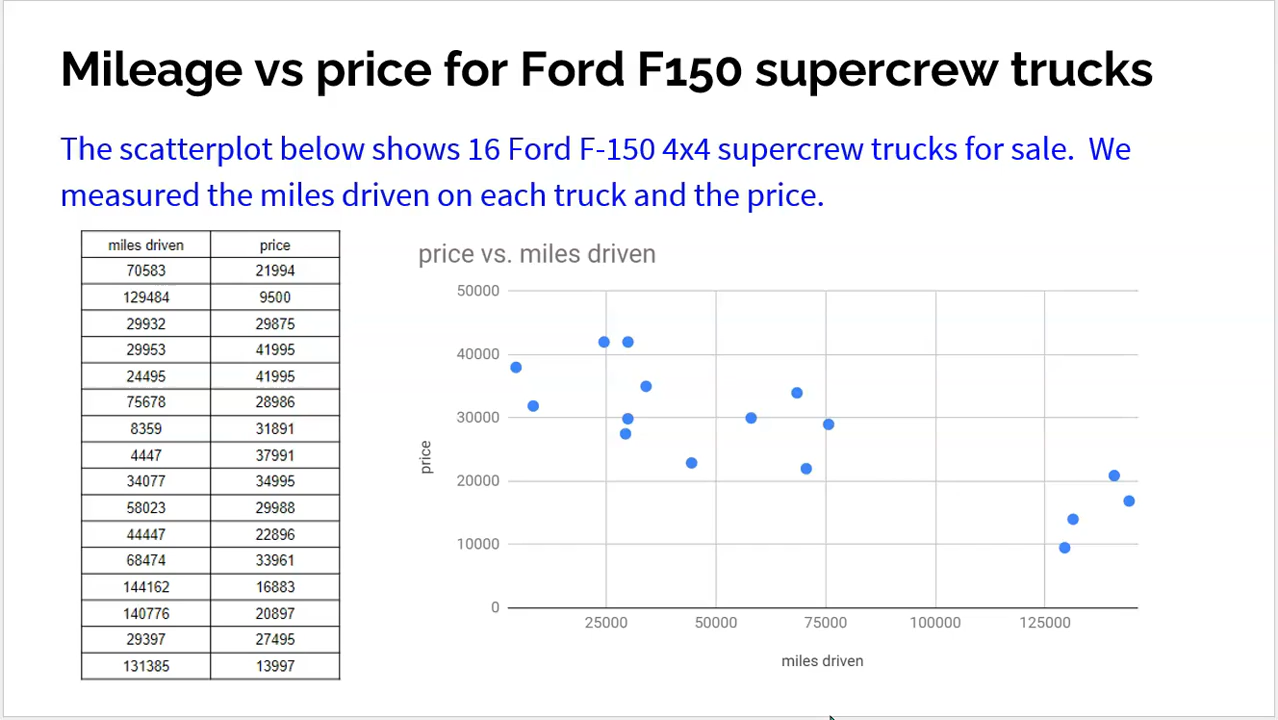 Mileage vs price for Ford F150 supercrew trucks
The scatterplot below shows 16 Ford F-150 4x4 supercrew trucks for sale.  We
measured the miles driven on each truck and the price.
miles driven price
70583 21994
129484 9500
29932 29875
29953 41995
24495 41995
75678 28986
8359 31891
4447 37991
34077 34995
58023 29988
44447 22896
68474 33961
144162 16883
140776 20897
29397 27495
131385 13997
price vs. miles driven
50000
40000
30000
20000
10000
0
price
25000 50000 75000 100000 125000
miles driven